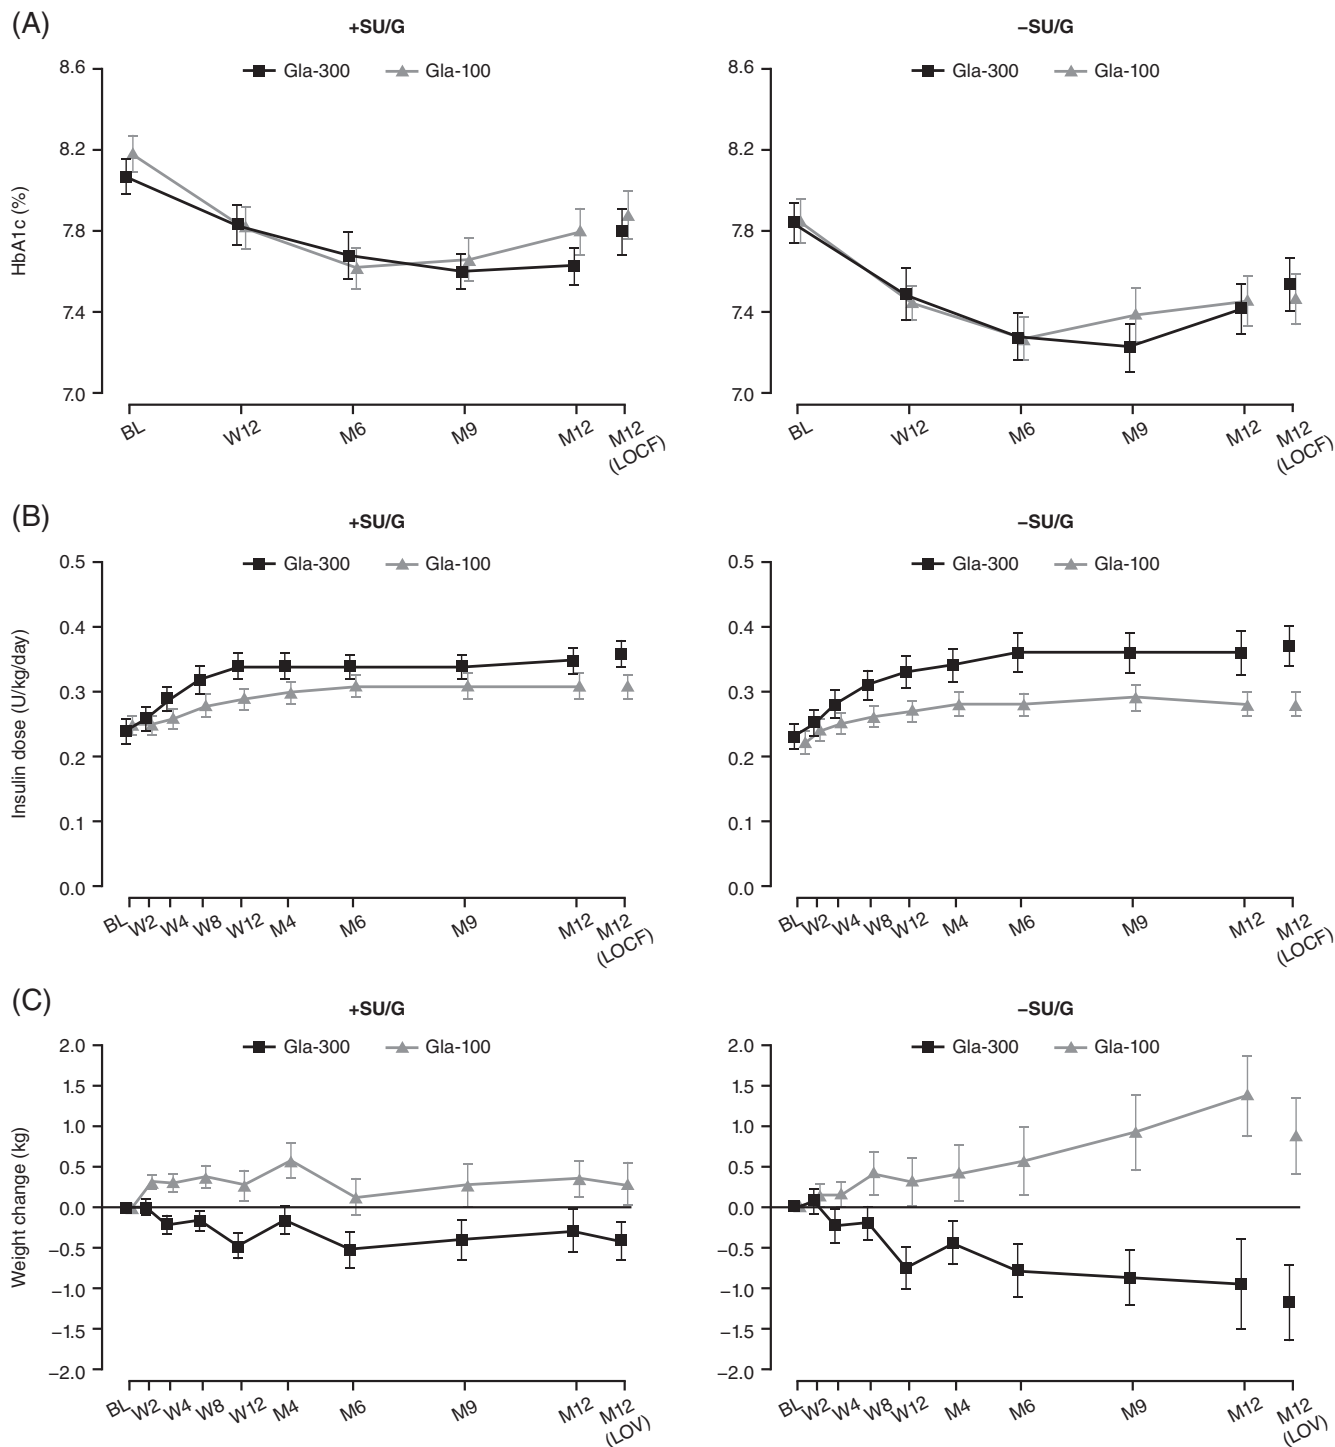 (A)
+SU/G
Gla-300 Gla-100
HbA1c (%)
8.6
8.2
7.8
7.4
7.0
BL W12 M6 M9 M12 M12
(LOCF)
−SU/G
Gla-300 Gla-100
8.6
8.2
7.8
7.4
7.0
BL W12 M6 M9 M12 M12
(LOCF)
(B)
+SU/G
Gla-300 Gla-100
Insulin dose (U/kg/day)
0.5
0.4
0.3
0.2
0.1
0.0
BL W2 W4 W8 W12 M4 M6 M9 M12 M12
(LOCF)
−SU/G
Gla-300 Gla-100
0.5
0.4
0.3
0.2
0.1
0.0
BL W2 W4 W8 W12 M4 M6 M9 M12 M12
(LOCF)
(C)
+SU/G
Gla-300 Gla-100
Weight change (kg)
2.0
1.5
1.0
0.5
0.0
−0.5
−1.0
−1.5
−2.0
BL W2 W4 W8 W12 M4 M6 M9 M12 M12
(LOV)
−SU/G
Gla-300 Gla-100
2.0
1.5
1.0
0.5
0.0
−0.5
−1.0
−1.5
−2.0
BL W2 W4 W8 W12 M4 M6 M9 M12 M12
(LOV)